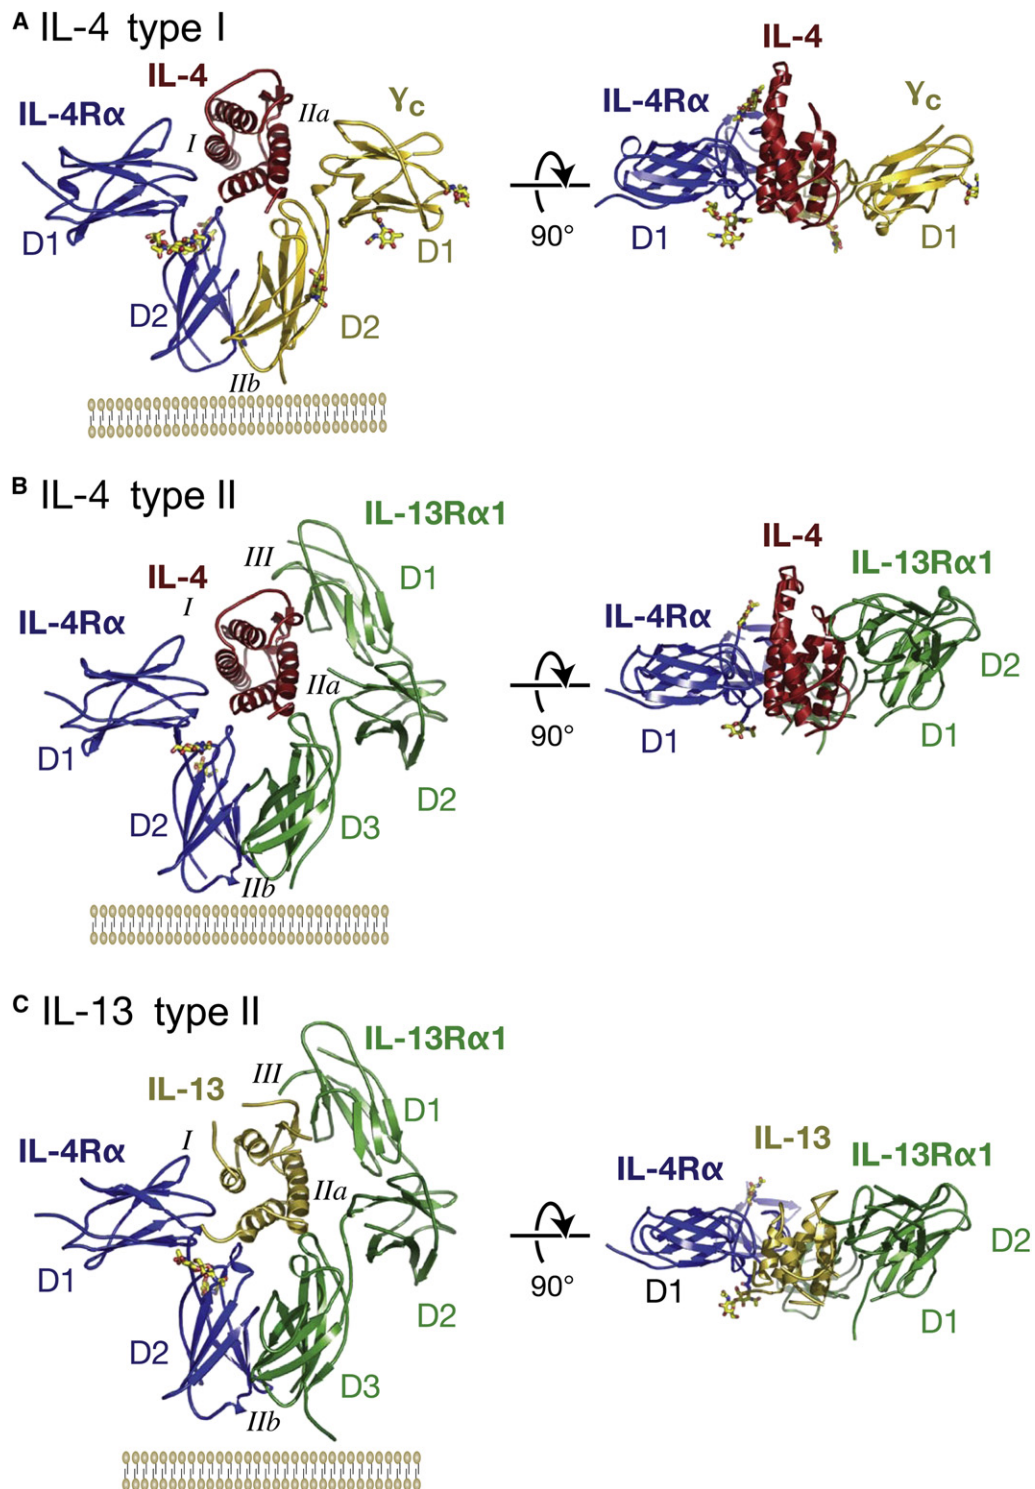 A IL-4 type I
IL-4
IL-4Rα
I
IIa
γc
D1
D2
D2
D1
IIb
90°
IL-4
IL-4Rα
γc
D1
D1
B IL-4 type II
IL-13Rα1
III
D1
IL-4
I
IL-4Rα
IIa
D1
D2
D2
D3
IIb
90°
IL-4
IL-13Rα1
IL-4Rα
D2
D1
D1
C IL-13 type II
IL-13Rα1
III
IL-13
D1
I
IL-4Rα
IIa
D1
D2
D2
D3
IIb
90°
IL-13
IL-4Rα
IL-13Rα1
D2
D1
D1